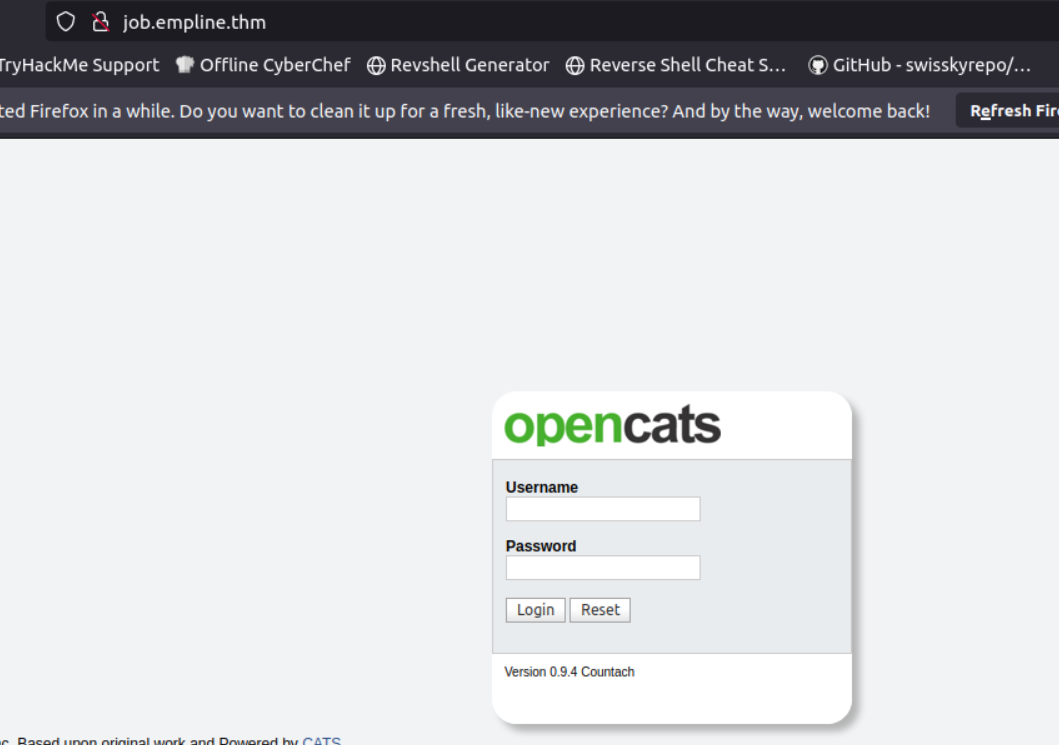 job.empline.thm
TryHackMe Support Offline CyberChef Revshell Generator Reverse Shell Cheat S... GitHub - swisskyrepo/...
ted Firefox in a while. Do you want to clean it up for a fresh, like-new experience? And by the way, welcome back! Refresh Fire
opencats
Username
Password
Login Reset
Version 0.9.4 Countach
nc. Based upon original work and Powered by CATS.